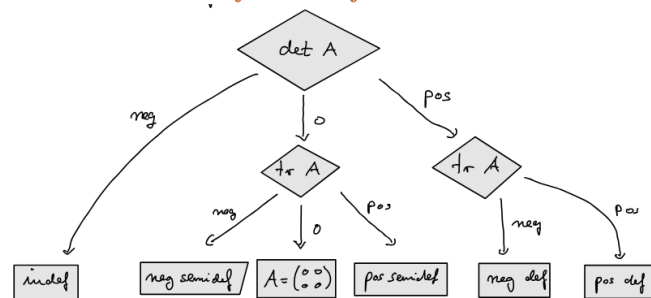 det A
neg
0
pos
tr A
tr A
neg
0
pos
neg
pos
indef
neg semidef
A = (0 0
0 0)
pos semidef
neg def
pos def